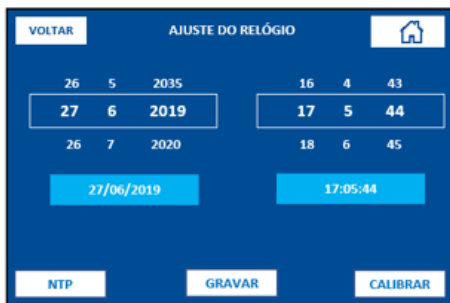 VOLTAR AJUSTE DO RELÓGIO
26 5 2035 16 4 43
27 6 2019 17 5 44
26 7 2020 18 6 45
27/06/2019 17:05:44
NTP GRAVAR CALIBRAR